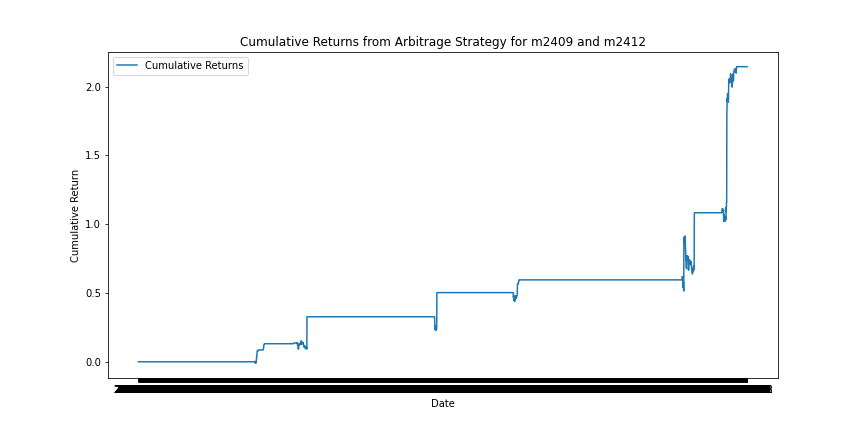 Cumulative Returns from Arbitrage Strategy for m2409 and m2412
Cumulative Returns
2.0
1.5
1.0
0.5
0.0
Cumulative Return
Date